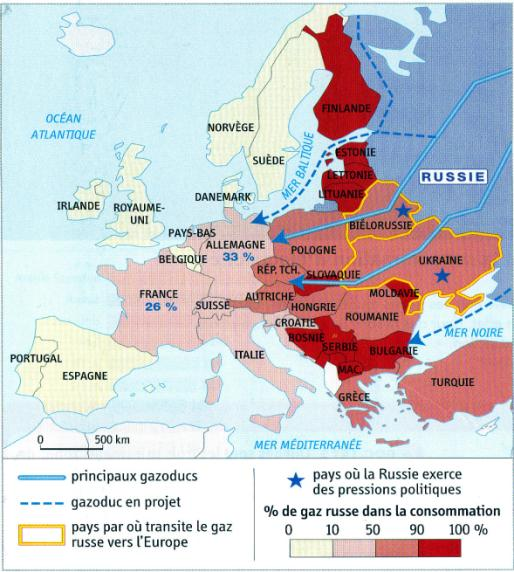 OCÉAN
ATLANTIQUE
FINLANDE
NORVÈGE
SUÈDE
MER BALTIQUE
ESTONIE
LETTONIE
LITUANIE
RUSSIE
DANEMARK
IRLANDE
ROYAUME-
UNI
PAYS-BAS
BELGIQUE
ALLEMAGNE
33 %
POLOGNE
BIÉLORUSSIE
RÉP. TCH.
SLOVAQUIE
UKRAINE
FRANCE
26 %
SUISSE
AUTRICHE
HONGRIE
MOLDAVIE
ROUMANIE
CROATIE
BOSNIE
SERBIE
BULGARIE
MER NOIRE
ITALIE
MAC.
GRÈCE
TURQUIE
PORTUGAL
ESPAGNE
MER MÉDITERRANÉE
0 500 km
principaux gazoducs
gazoduc en projet
pays par où transite le gaz
russe vers l'Europe
pays où la Russie exerce
des pressions politiques
% de gaz russe dans la consommation
0 10 50 90 100 %